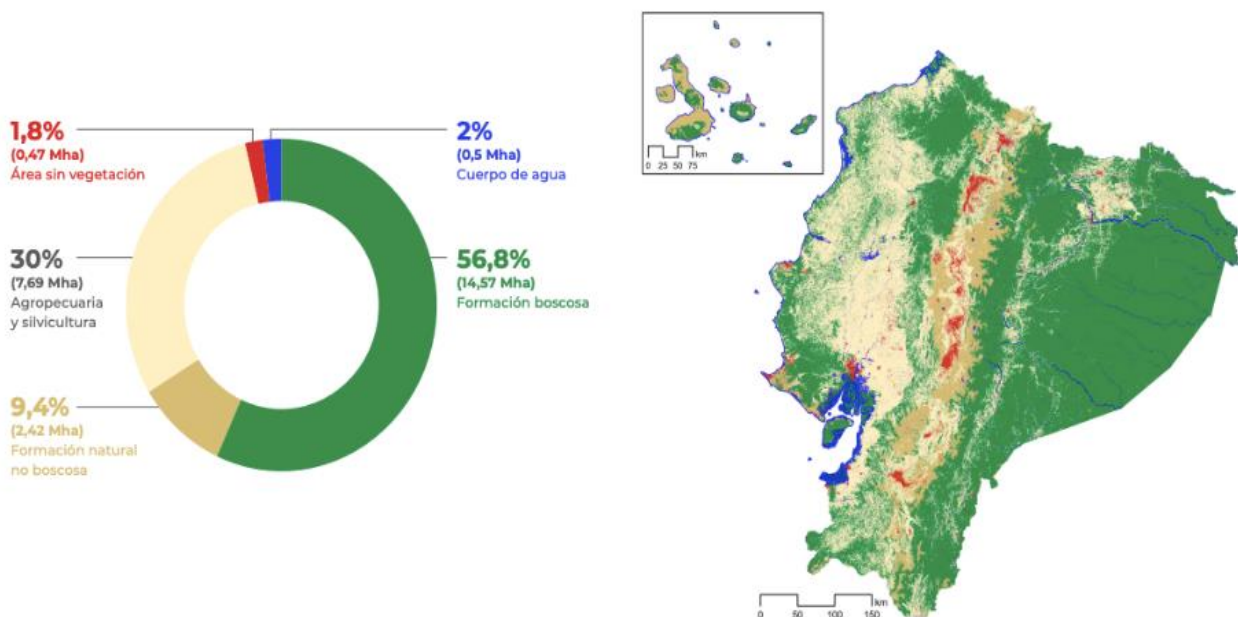 1,8%
(0,47 Mha)
Área sin vegetación
2%
(0,5 Mha)
Cuerpo de agua
30%
(7,69 Mha)
Agropecuaria
y silvicultura
56,8%
(14,57 Mha)
Formación boscosa
9,4%
(2,42 Mha)
Formación natural
no boscosa
km
0 25 50 75
km
0 50 100 150